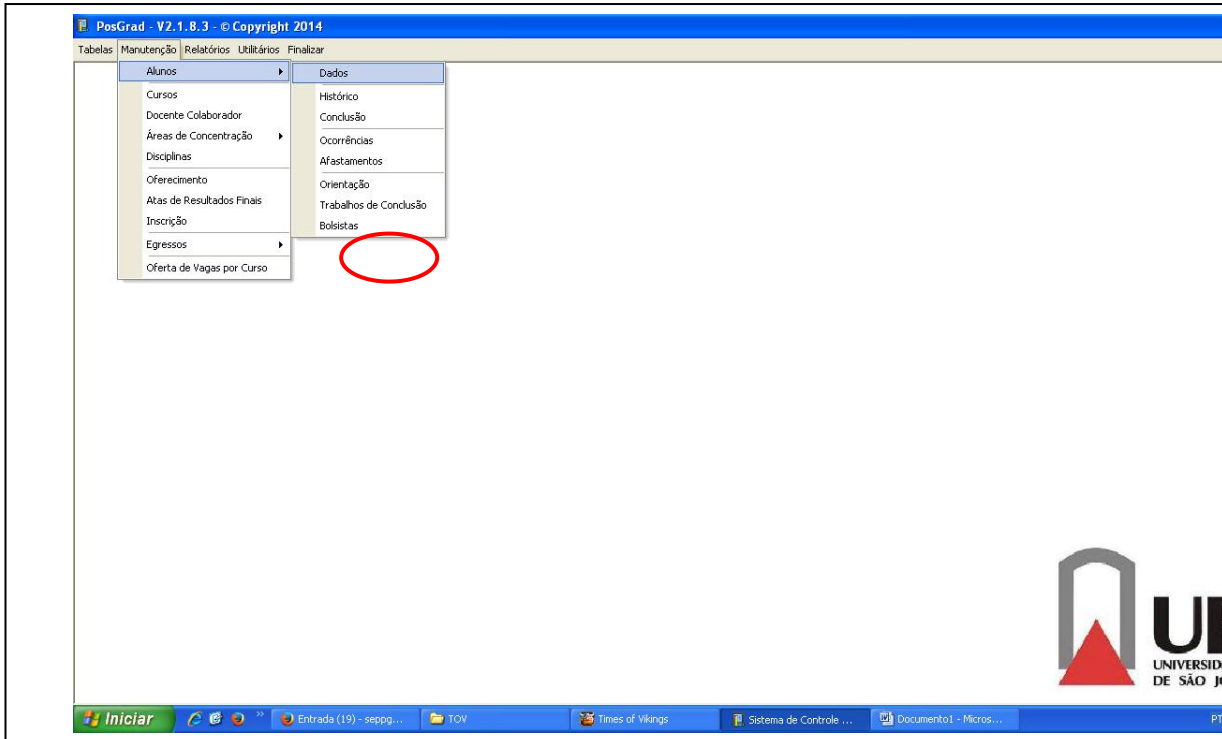 PosGrad - V2.1.8.3 - © Copyright 2014
Tabelas Manutenção Relatórios Utilitários Finalizar
Alunos
Cursos
Docente Colaborador
Áreas de Concentração
Disciplinas
Oferecimento
Atas de Resultados Finais
Inscrição
Egressos
Oferta de Vagas por Curso
Dados
Histórico
Conclusão
Ocorrências
Afastamentos
Orientação
Trabalhos de Conclusão
Bolsistas
UNIVERSID
DE SÃO J
Iniciar » Entrada (19) - seppg... TOV Times of Vikings Sistema de Controle ... Documento1 - Micros... PT